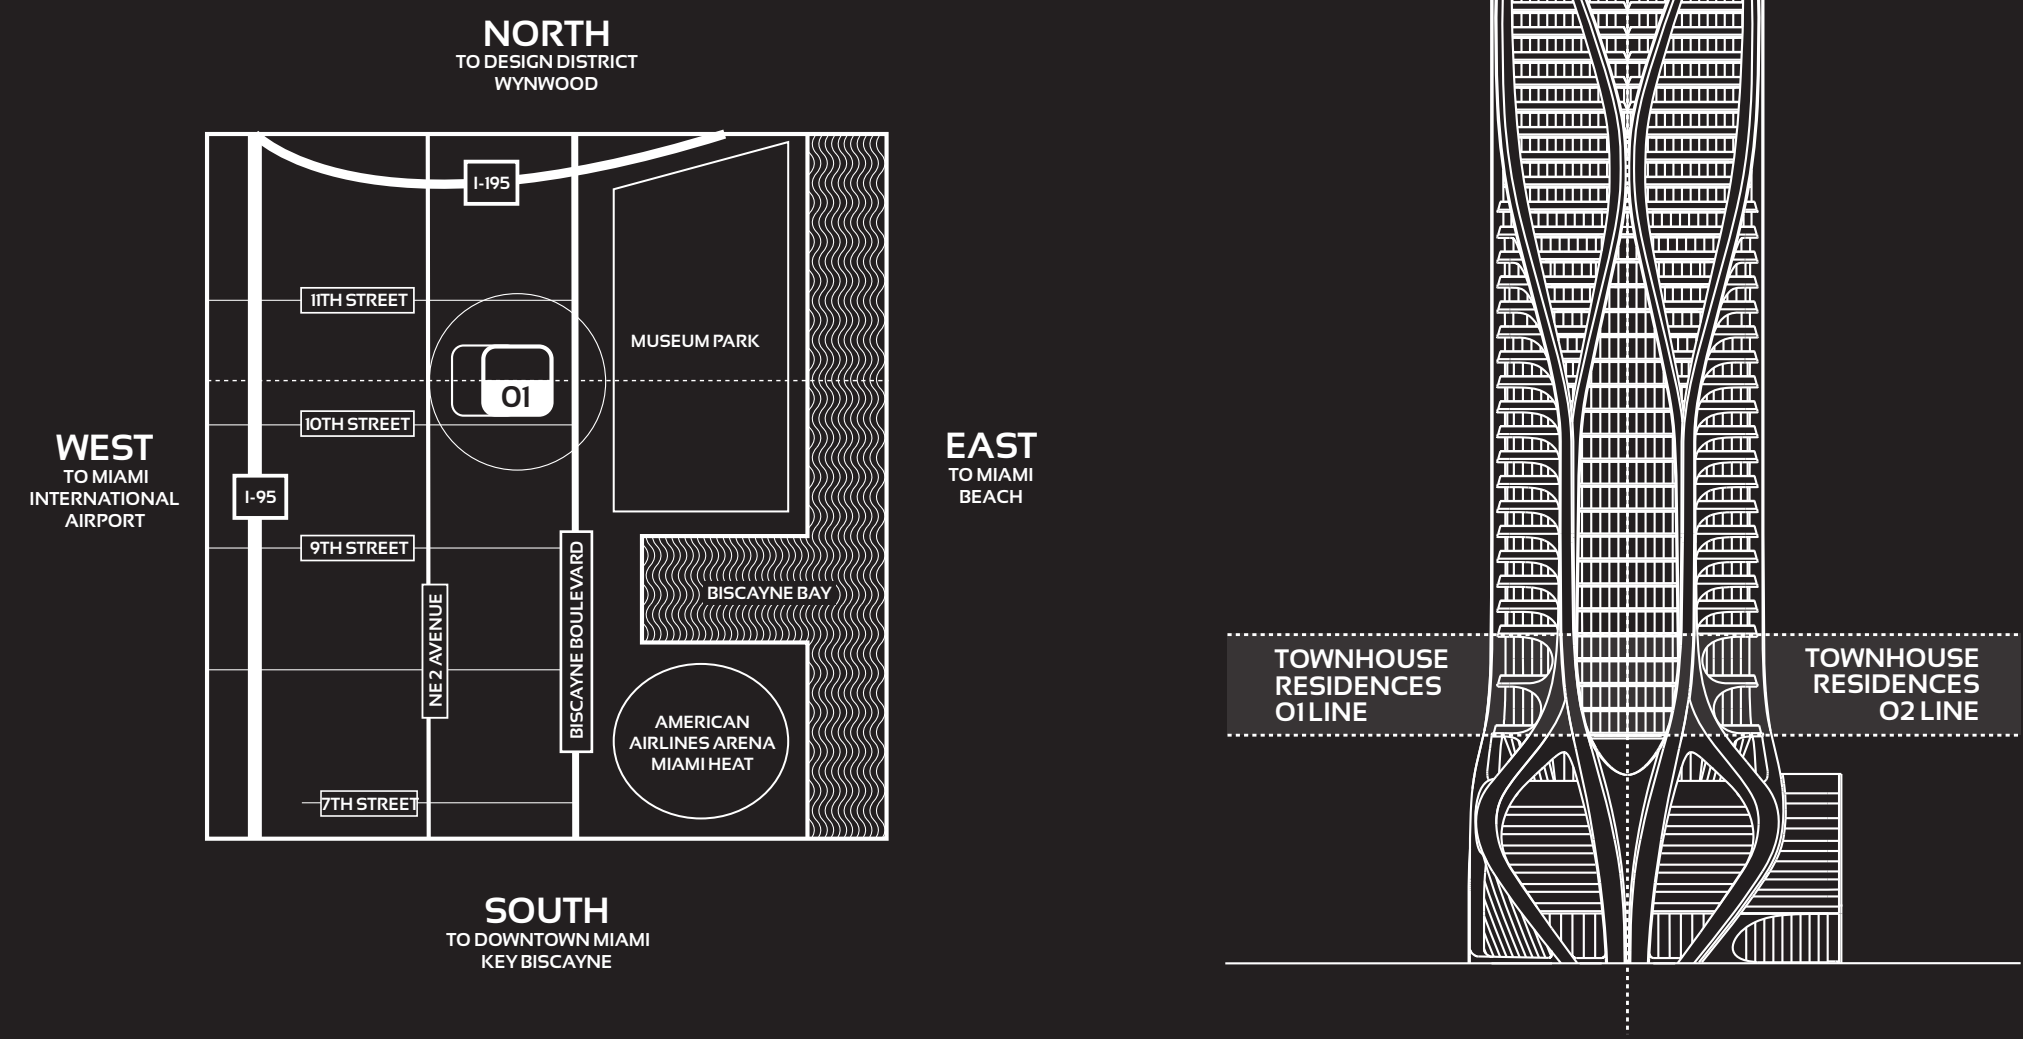 NORTH
TO DESIGN DISTRICT
WYNWOOD
I-195
11TH STREET
MUSEUM PARK
01
10TH STREET
WEST
TO MIAMI
INTERNATIONAL
AIRPORT
I-95
EAST
TO MIAMI
BEACH
9TH STREET
NE 2 AVENUE
BISCAYNE BOULEVARD
BISCAYNE BAY
AMERICAN
AIRLINES ARENA
MIAMI HEAT
7TH STREET
SOUTH
TO DOWNTOWN MIAMI
KEY BISCAYNE
TOWNHOUSE
RESIDENCES
01 LINE
TOWNHOUSE
RESIDENCES
02 LINE